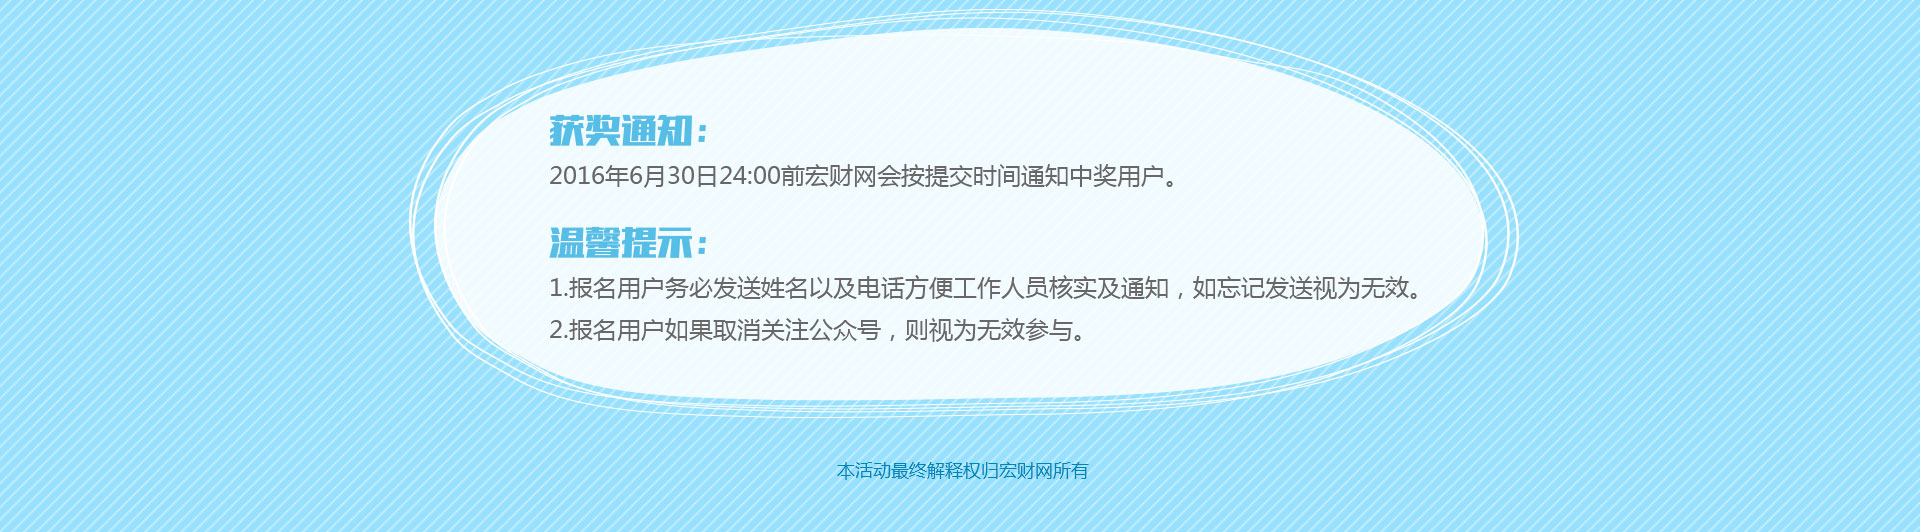 获奖通知：
2016年6月30日24:00前宏财网会按提交时间通知中奖用户。
温馨提示：
1.报名用户务必发送姓名以及电话方便工作人员核实及通知，如忘记发送视为无效。
2.报名用户如果取消关注公众号，则视为无效参与。
本活动最终解释权归宏财网所有